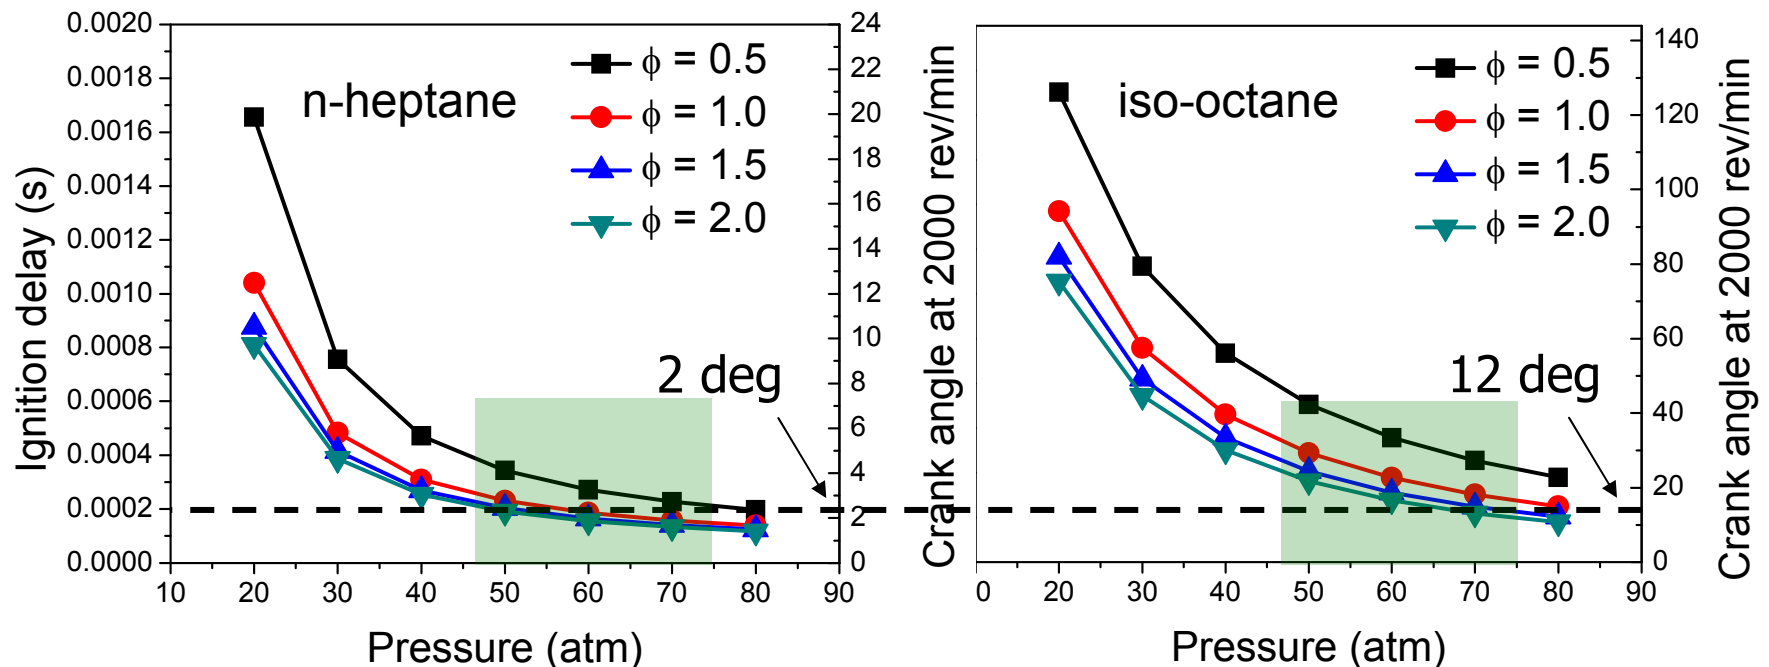 0.0020
0.0018
0.0016
0.0014
0.0012
0.0010
0.0008
0.0006
0.0004
0.0002
0.0000
Ignition delay (s)
n-heptane
ϕ = 0.5
ϕ = 1.0
ϕ = 1.5
ϕ = 2.0
2 deg
24
22
20
18
16
14
12
10
8
6
4
2
0
Crank angle at 2000 rev/min
10 20 30 40 50 60 70 80 90
Pressure (atm)
iso-octane
ϕ = 0.5
ϕ = 1.0
ϕ = 1.5
ϕ = 2.0
12 deg
140
120
100
80
60
40
20
0
Crank angle at 2000 rev/min
0 20 30 40 50 60 70 80 90
Pressure (atm)